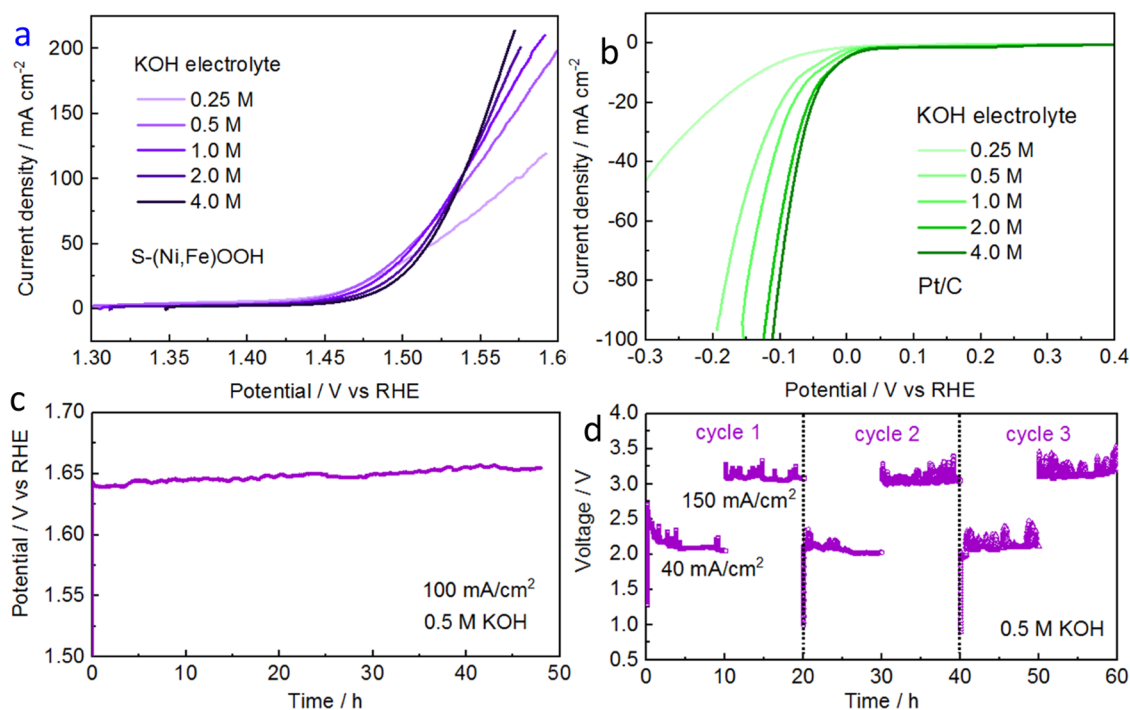 a
200
150
100
50
0
Current density / mA cm⁻²
KOH electrolyte
0.25 M
0.5 M
1.0 M
2.0 M
4.0 M
S-(Ni,Fe)OOH
1.30 1.35 1.40 1.45 1.50 1.55 1.6
Potential / V vs RHE
b
0
-20
-40
-60
-80
-100
Current density / mA cm⁻²
KOH electrolyte
0.25 M
0.5 M
1.0 M
2.0 M
4.0 M
Pt/C
-0.3 -0.2 -0.1 0.0 0.1 0.2 0.3 0.4
Potential / V vs RHE
c
1.70
1.65
1.60
1.55
1.50
Potential / V vs RHE
100 mA/cm²
0.5 M KOH
0 10 20 30 40 50
Time / h
d
4.0
3.5
3.0
2.5
2.0
1.5
1.0
0.5
Voltage / V
cycle 1 cycle 2 cycle 3
150 mA/cm²
40 mA/cm²
0.5 M KOH
0 10 20 30 40 50 60
Time / h